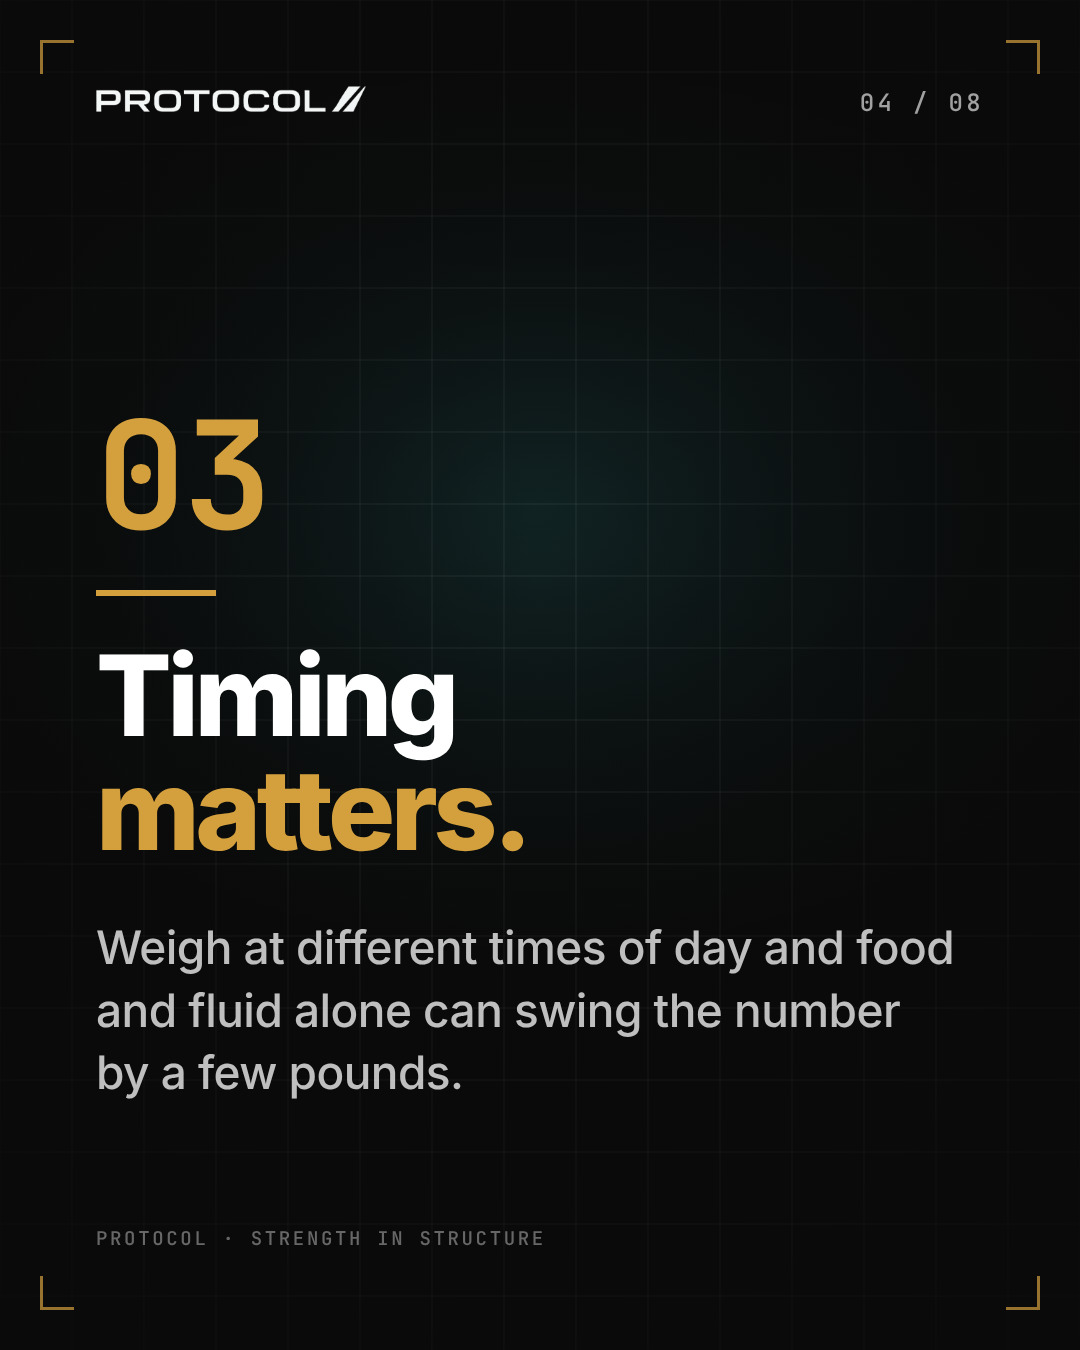 PROTOCOL
04 / 08
03
Timing
matters.
Weigh at different times of day and food
and fluid alone can swing the number
by a few pounds.
PROTOCOL · STRENGTH IN STRUCTURE